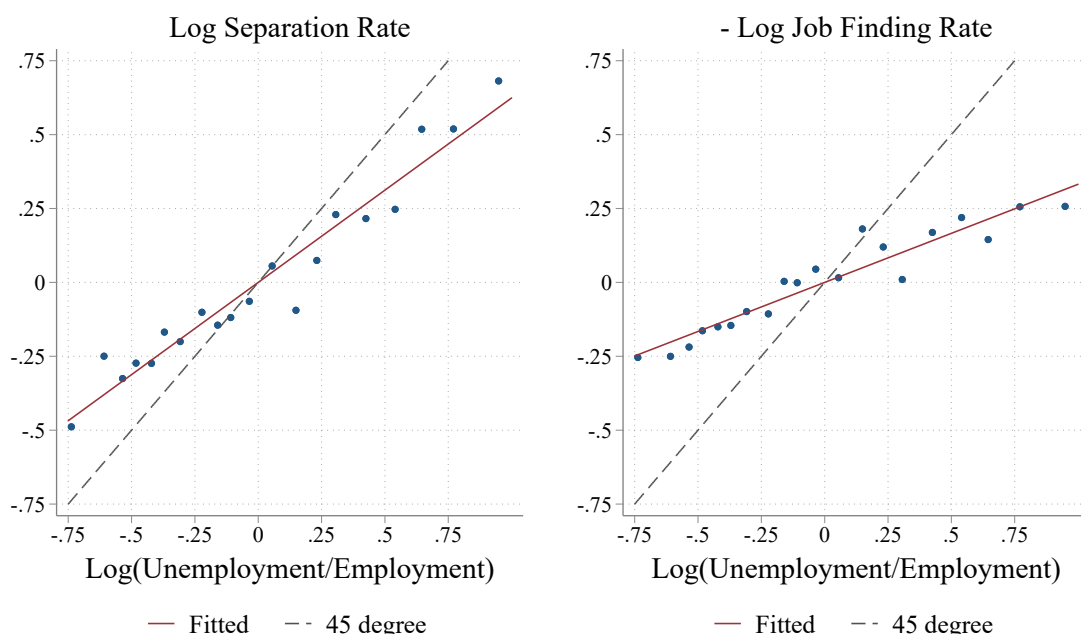 Log Separation Rate
.75
.5
.25
0
-.25
-.5
-.75
-.75 -.5 -.25 0 .25 .5 .75
Log(Unemployment/Employment)
Fitted 45 degree
- Log Job Finding Rate
.75
.5
.25
0
-.25
-.5
-.75
-.75 -.5 -.25 0 .25 .5 .75
Log(Unemployment/Employment)
Fitted 45 degree